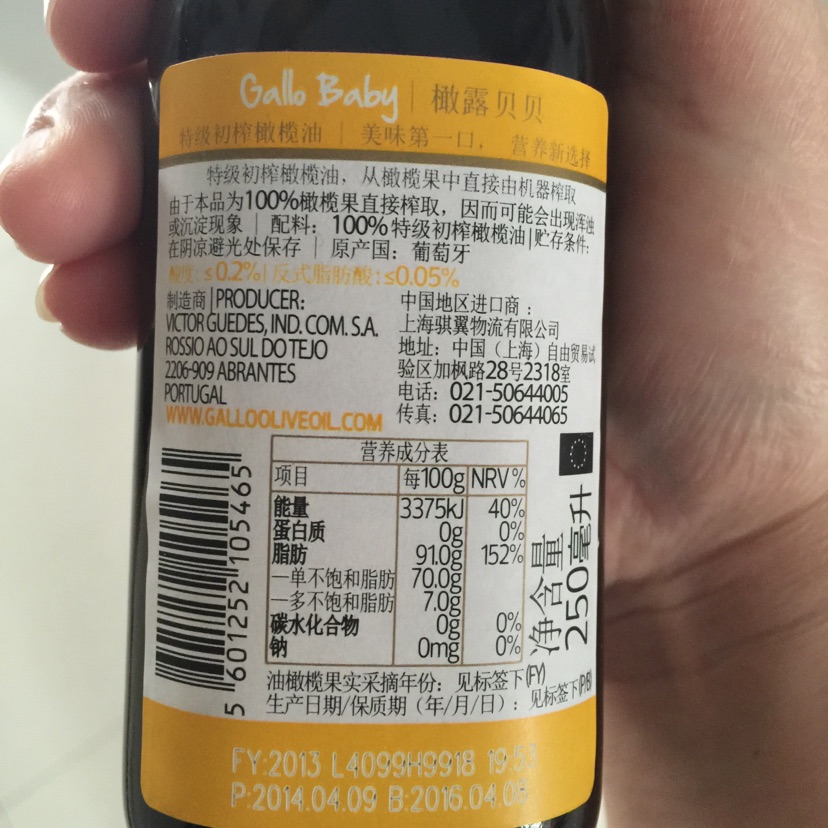 Gallo Baby | 橄露贝贝
特级初榨橄榄油 | 美味第一口， 营养新选择
特级初榨橄榄油，从橄榄果中直接由机器榨取
由于本品为100%橄榄果直接榨取，因而可能会出现浑浊
或沉淀现象 | 配料：100%特级初榨橄榄油 | 贮存条件:
在阴凉避光处保存 | 原产国：葡萄牙
酸度:≤0.2% | 反式脂肪酸:≤0.05%
制造商 | PRODUCER:
VICTOR GUEDES, IND. COM. S.A.
ROSSIO AO SUL DO TEJO
2206-909 ABRANTES
PORTUGAL
WWW.GALLOOLIVEOIL.COM
中国地区进口商：
上海骐翼物流有限公司
地址：中国（上海）自由贸易试
验区加枫路28号2318室
电话：021-50644005
传真：021-50644065
营养成分表
项目 每100g NRV%
能量 3375kJ 40%
蛋白质 0g 0%
脂肪 91.0g 152%
—单不饱和脂肪 70.0g
—多不饱和脂肪 7.0g
碳水化合物 0g 0%
钠 0mg 0%
净含量
250毫升
5 601252 105465
油橄榄果实采摘年份：见标签下(FY)
生产日期/保质期（年/月/日）：见标签下(P/B)
FY:2013 L4099H9918 19:53
P:2014.04.09 B:2016.04.08